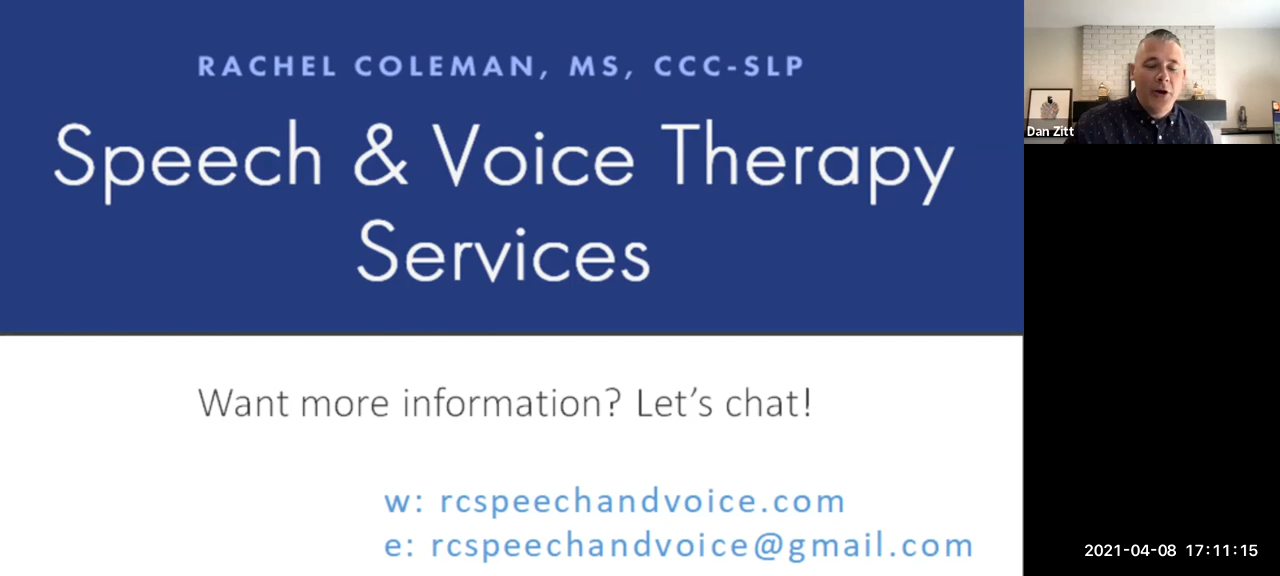 RACHEL COLEMAN, MS, CCC-SLP
Speech & Voice Therapy
Services
Want more information? Let's chat!
w: rcspeechandvoice.com
e: rcspeechandvoice@gmail.com
Dan Zitt
2021-04-08 17:11:15